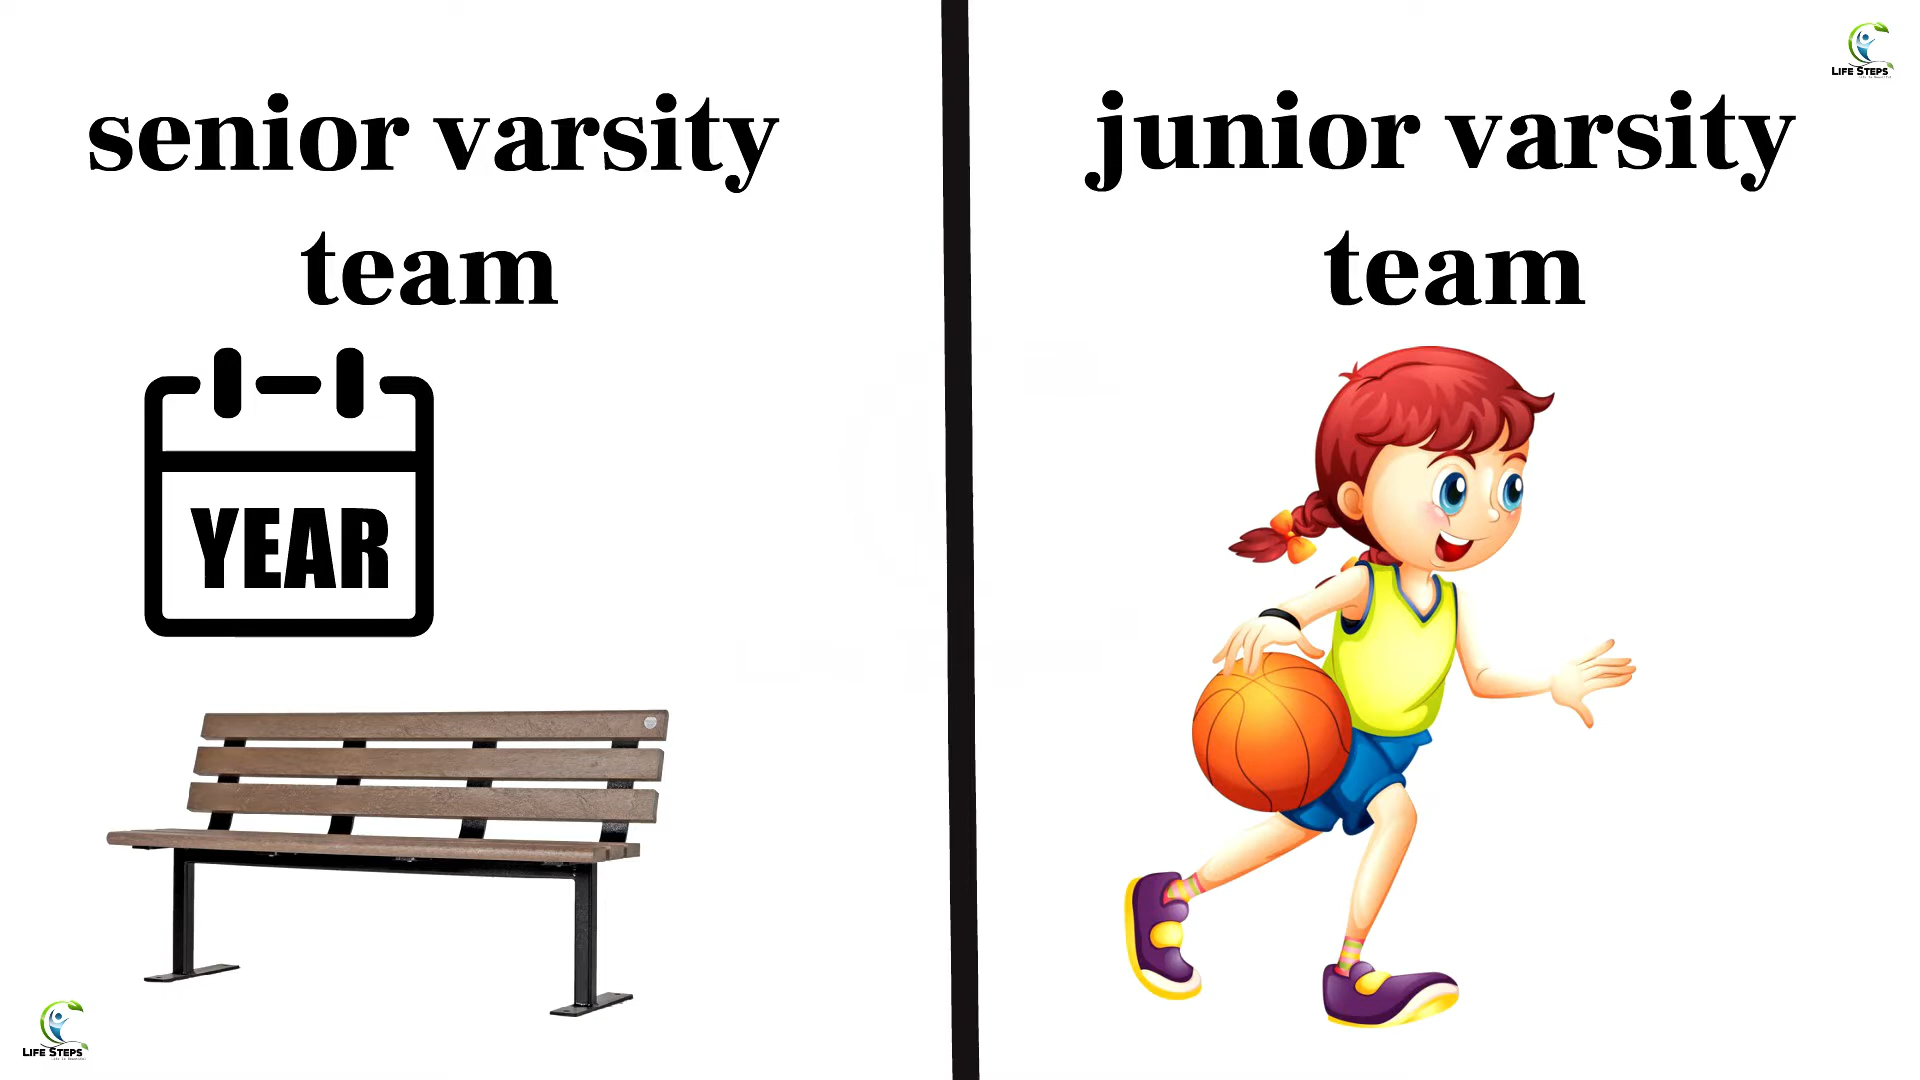 senior varsity
team
YEAR
junior varsity
team
LIFE STEPS
LIFE STEPS